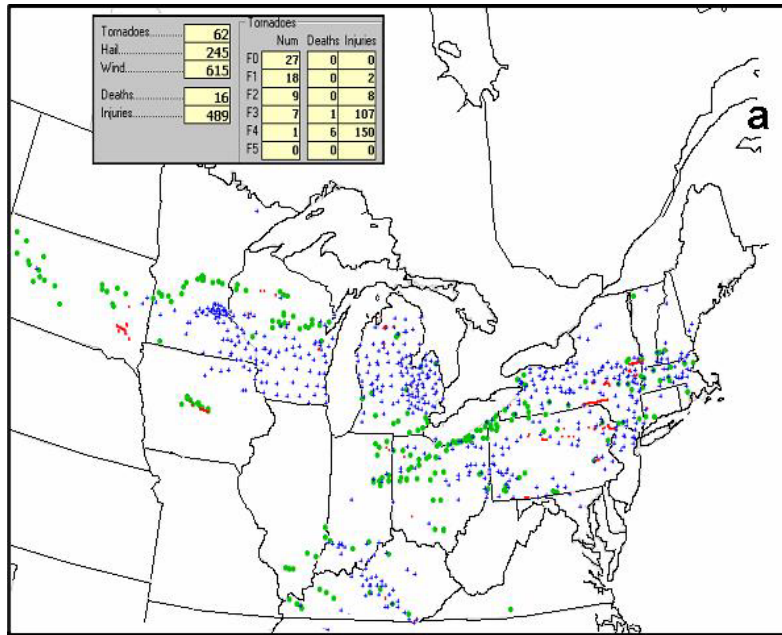 Tornadoes............ 62
Hail..................... 245
Wind................... 615
Deaths................ 16
Injuries................ 489
Tornadoes
Num Deaths Injuries
F0 27 0 0
F1 18 0 2
F2 9 0 8
F3 7 1 107
F4 1 6 150
F5 0 0 0
a